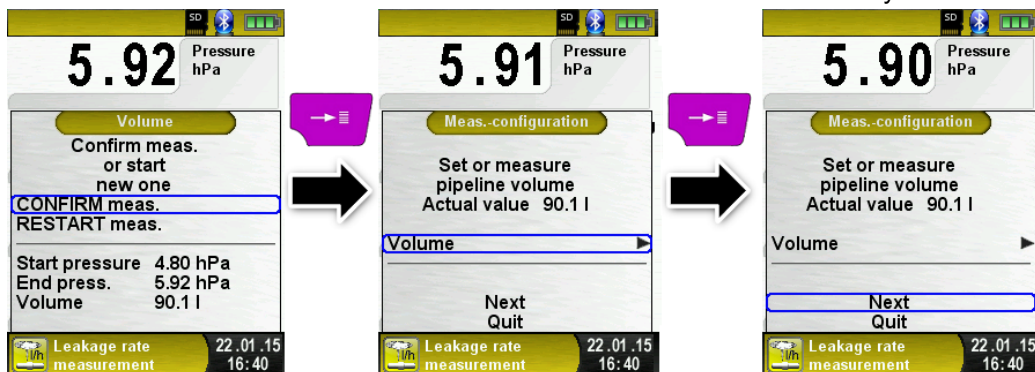 SD
5.92 Pressure
hPa
Volume
Confirm meas.
or start
new one
CONFIRM meas.
RESTART meas.
Start pressure 4.80 hPa
End press. 5.92 hPa
Volume 90.1 l
l/h Leakage rate 22.01.15
measurement 16:40
SD
5.91 Pressure
hPa
Meas.-configuration
Set or measure
pipeline volume
Actual value 90.1 l
Volume
Next
Quit
l/h Leakage rate 22.01.15
measurement 16:40
SD
5.90 Pressure
hPa
Meas.-configuration
Set or measure
pipeline volume
Actual value 90.1 l
Volume
Next
Quit
l/h Leakage rate 22.01.15
measurement 16:40